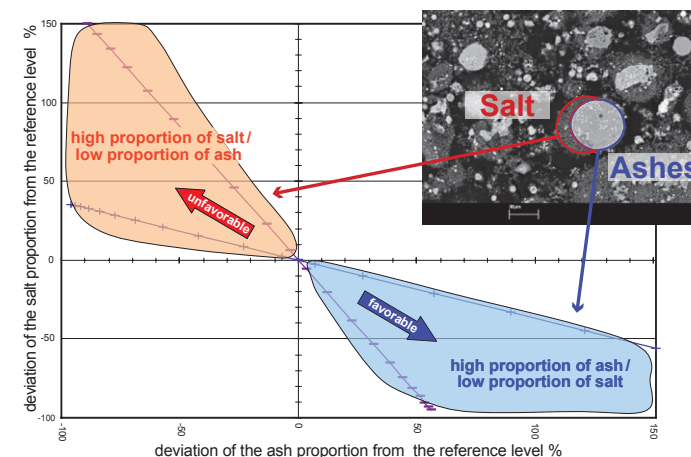 deviation of the salt proportion from the reference level %
150
100
50
0
-50
-100
high proportion of salt/
low proportion of ash
unfavorable
Salt
Ashes
favorable
high proportion of ash/
low proportion of salt
-100
-50
0
50
100
150
deviation of the ash proportion from the reference level %